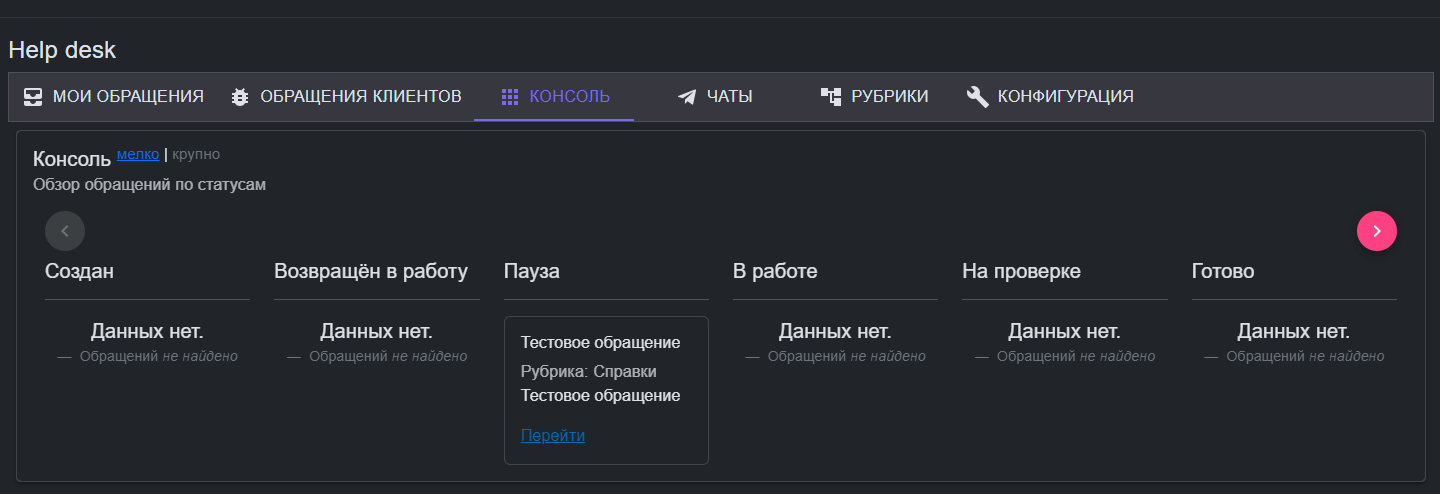 Help desk
МОИ ОБРАЩЕНИЯ ОБРАЩЕНИЯ КЛИЕНТОВ КОНСОЛЬ ЧАТЫ РУБРИКИ КОНФИГУРАЦИЯ
Консоль мелко | крупно
Обзор обращений по статусам
Создан Возвращён в работу Пауза В работе На проверке Готово
Данных нет. Данных нет. Данных нет. Данных нет. Данных нет.
— Обращений не найдено — Обращений не найдено — Обращений не найдено — Обращений не найдено — Обращений не найдено
Тестовое обращение
Рубрика: Справки
Тестовое обращение
Перейти